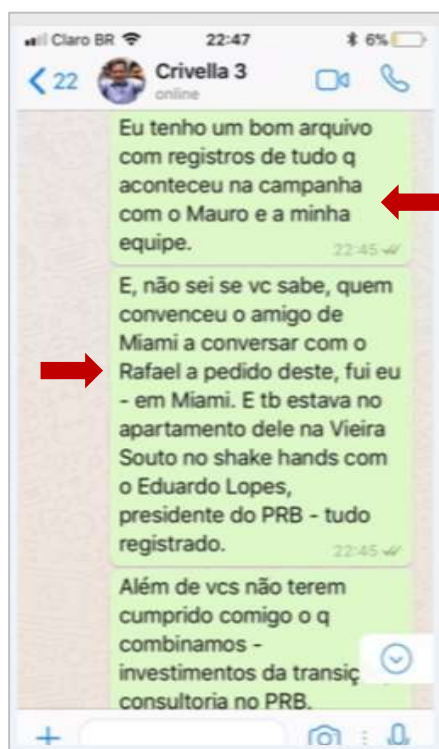 Claro BR 22:47 6%
22 Crivella 3
online
Eu tenho um bom arquivo
com registros de tudo q
aconteceu na campanha
com o Mauro e a minha
equipe.
22:45
E, não sei se vc sabe, quem
convenceu o amigo de
Miami a conversar com o
Rafael a pedido deste, fui eu
- em Miami. E tb estava no
apartamento dele na Vieira
Souto no shake hands com
o Eduardo Lopes,
presidente do PRB - tudo
registrado.
22:45
Além de vcs não terem
cumprido comigo o q
combinamos -
investimentos da transiç
consultoria no PRB,